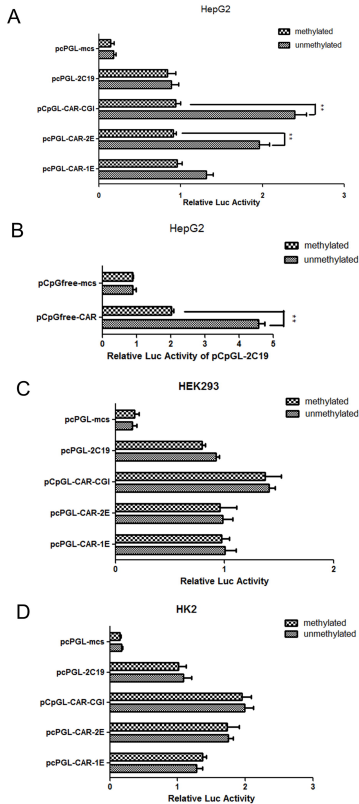 A
HepG2
methylated
unmethylated
pcPGL-mcs
pcPGL-2C19
pCpGL-CAR-CGI
**
pcPGL-CAR-2E
**
pcPGL-CAR-1E
0 1 2 3
Relative Luc Activity
B
HepG2
methylated
unmethylated
pCpGfree-mcs
pCpGfree-CAR
**
0 1 2 3 4 5
Relative Luc Activity of pCpGL-2C19
C
HEK293
methylated
unmethylated
pcPGL-mcs
pcPGL-2C19
pCpGL-CAR-CGI
pcPGL-CAR-2E
pcPGL-CAR-1E
0 1 2
Relative Luc Activity
D
HK2
methylated
unmethylated
pcPGL-mcs
pcPGL-2C19
pCpGL-CAR-CGI
pcPGL-CAR-2E
pcPGL-CAR-1E
0 1 2 3
Relative Luc Activity